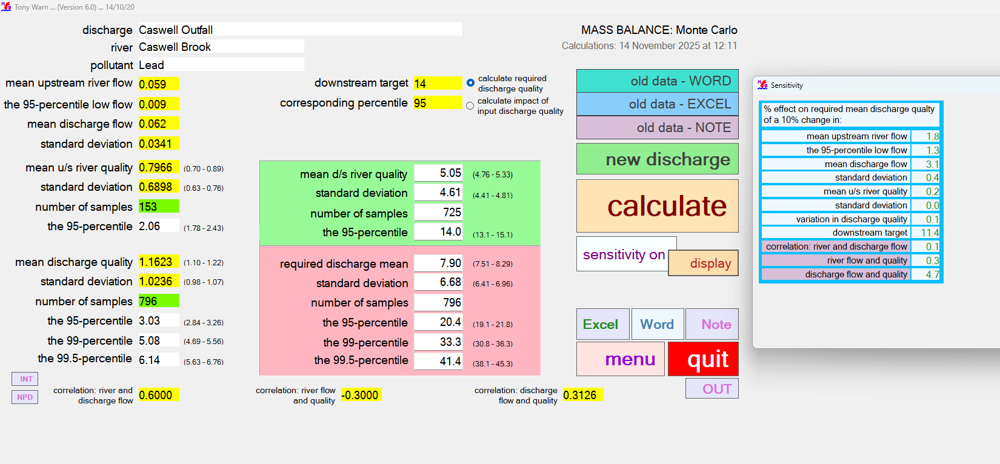 Tony Warn ... (Version 6.0) ... 14/10/20
discharge Caswell Outfall
river Caswell Brook
pollutant Lead
mean upstream river flow 0.059
the 95-percentile low flow 0.009
mean discharge flow 0.062
standard deviation 0.0341
mean u/s river quality 0.7966 (0.70 - 0.89)
standard deviation 0.6898 (0.63 - 0.76)
number of samples 153
the 95-percentile 2.06 (1.78 - 2.43)
mean discharge quality 1.1623 (1.10 - 1.22)
standard deviation 1.0236 (0.98 - 1.07)
number of samples 796
the 95-percentile 3.03 (2.84 - 3.26)
the 99-percentile 5.08 (4.69 - 5.56)
the 99.5-percentile 6.14 (5.63 - 6.76)
INT
NPD
correlation: river and
discharge flow 0.6000
downstream target 14
corresponding percentile 95
calculate required
discharge quality
calculate impact of
input discharge quality
mean d/s river quality 5.05 (4.76 - 5.33)
standard deviation 4.61 (4.41 - 4.81)
number of samples 725
the 95-percentile 14.0 (13.1 - 15.1)
required discharge mean 7.90 (7.51 - 8.29)
standard deviation 6.68 (6.41 - 6.96)
number of samples 796
the 95-percentile 20.4 (19.1 - 21.8)
the 99-percentile 33.3 (30.8 - 36.3)
the 99.5-percentile 41.4 (38.1 - 45.3)
correlation: river flow
and quality -0.3000
correlation: discharge
flow and quality 0.3126
MASS BALANCE: Monte Carlo
Calculations: 14 November 2025 at 12:11
old data - WORD
old data - EXCEL
old data - NOTE
new discharge
calculate
sensitivity on
display
Excel Word Note
menu quit
OUT
Sensitivity
% effect on required mean discharge qualty
of a 10% change in:
mean upstream river flow 1.8
the 95-percentile low flow 1.3
mean discharge flow 3.1
standard deviation 0.4
mean u/s river quality 0.2
standard deviation 0.0
variation in discharge quality 0.1
downstream target 11.4
correlation: river and discharge flow 0.1
river flow and quality 0.3
discharge flow and quality 4.7